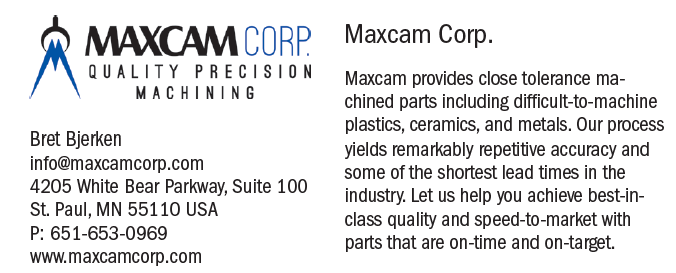 MAXCAM CORP.
QUALITY PRECISION
MACHINING
Bret Bjerken
info@maxcamcorp.com
4205 White Bear Parkway, Suite 100
St. Paul, MN 55110 USA
P: 651-653-0969
www.maxcamcorp.com
Maxcam Corp.
Maxcam provides close tolerance ma-
chined parts including difficult-to-machine
plastics, ceramics, and metals. Our process
yields remarkably repetitive accuracy and
some of the shortest lead times in the
industry. Let us help you achieve best-in-
class quality and speed-to-market with
parts that are on-time and on-target.